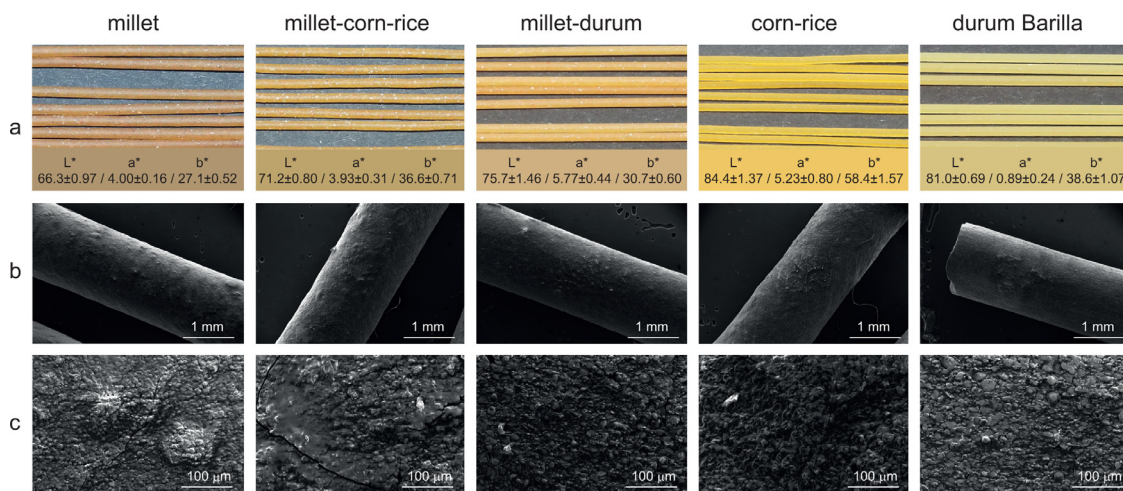 millet millet-corn-rice millet-durum corn-rice durum Barilla
a
L* a* b* L* a* b* L* a* b* L* a* b* L* a* b*
66.3±0.97 / 4.00±0.16 / 27.1±0.52 71.2±0.80 / 3.93±0.31 / 36.6±0.71 75.7±1.46 / 5.77±0.44 / 30.7±0.60 84.4±1.37 / 5.23±0.80 / 58.4±1.57 81.0±0.69 / 0.89±0.24 / 38.6±1.07
b
1 mm 1 mm 1 mm 1 mm 1 mm
c
100 μm 100 μm 100 μm 100 μm 100 μm